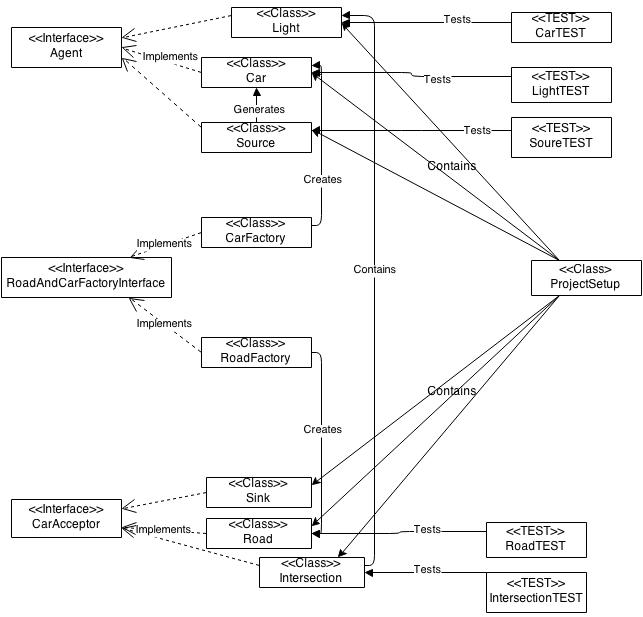 <<Class>>
Light
Tests
<<TEST>>
CarTEST
<<Interface>>
Agent
Implements
<<Class>>
Car
Tests
<<TEST>>
LightTEST
Generates
<<Class>>
Source
Tests
<<TEST>>
SoureTEST
Contains
Creates
<<Class>>
CarFactory
Implements
<<Interface>>
RoadAndCarFactoryInterface
Contains
<<Class>
ProjectSetup
Implements
<<Class>>
RoadFactory
Contains
Creates
<<Class>>
Sink
<<Interface>>
CarAcceptor
Implements
<<Class>>
Road
Tests
<<TEST>>
RoadTEST
<<Class>>
Intersection
Tests
<<TEST>>
IntersectionTEST